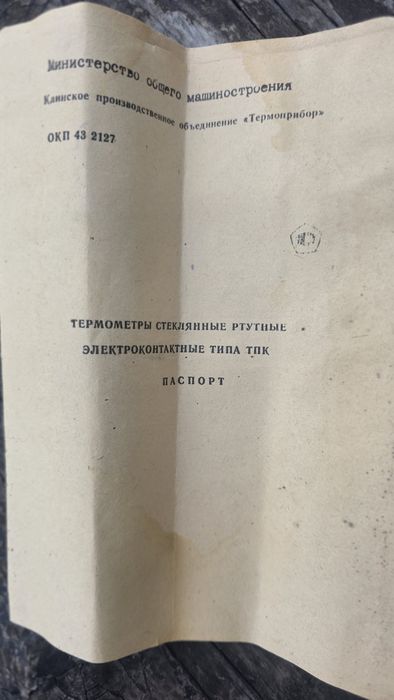 Министерство общего машиностроения
Клинское производственное объединение «Термоприбор»
ОКП 43 2127
ТЕРМОМЕТРЫ СТЕКЛЯННЫЕ РТУТНЫЕ
ЭЛЕКТРОКОНТАКТНЫЕ ТИПА ТПК
ПАСПОРТ